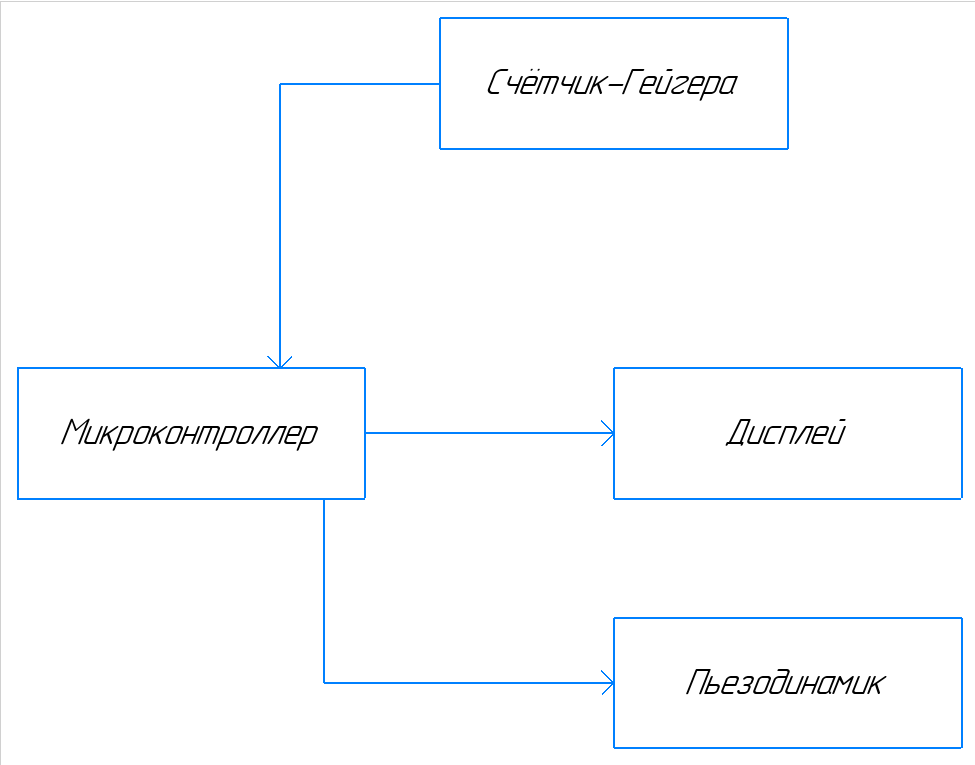 Счётчик-Гейгера
Микроконтроллер
Дисплей
Пьезодинамик